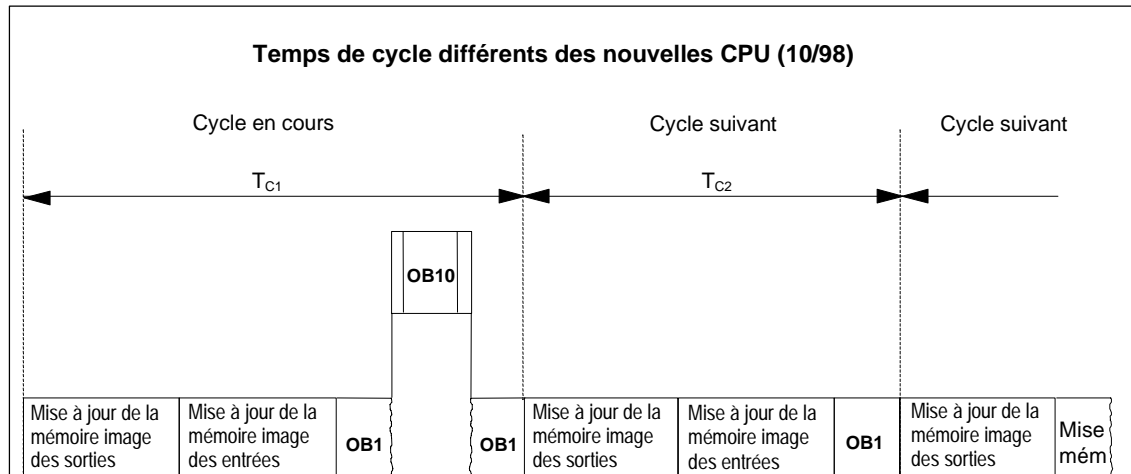 Temps de cycle différents des nouvelles CPU (10/98)
Cycle en cours
Cycle suivant
Cycle suivant
TC1
TC2
OB10
Mise à jour de la
mémoire image
des sorties
Mise à jour de la
mémoire image
des entrées
OB1
OB1
Mise à jour de la
mémoire image
des sorties
Mise à jour de la
mémoire image
des entrées
OB1
Mise à jour de la
mémoire image
des sorties
Mise
mém